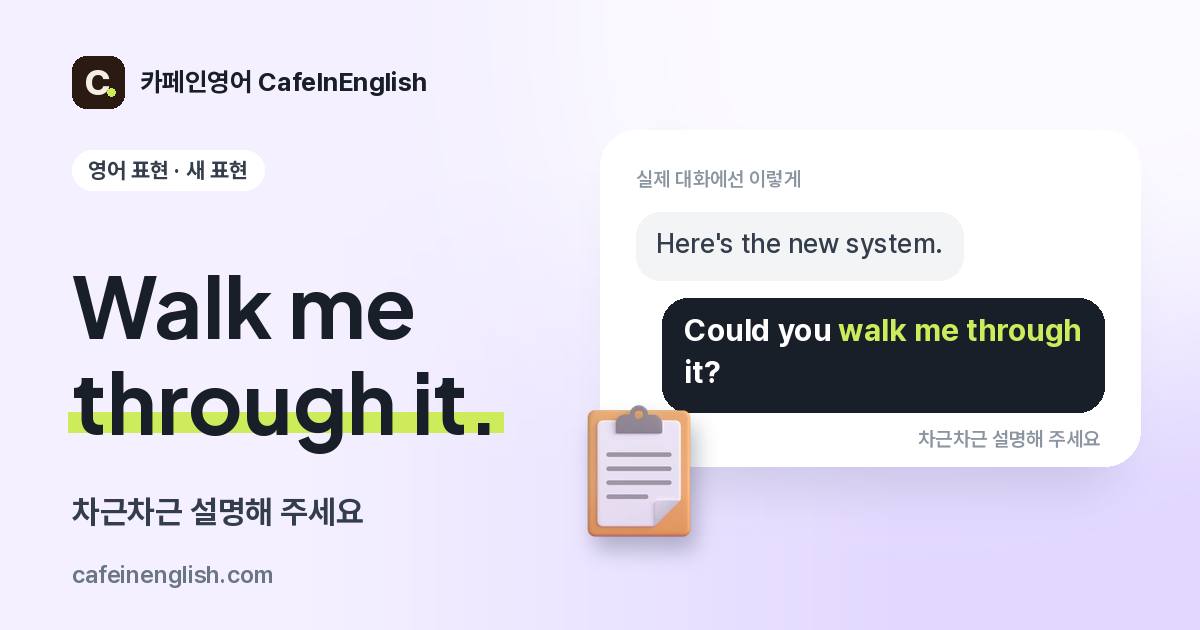 C
카페인영어 CafeInEnglish
영어 표현 · 새 표현
Walk me
through it.
차근차근 설명해 주세요
cafeinenglish.com
실제 대화에선 이렇게
Here's the new system.
Could you walk me through
it?
차근차근 설명해 주세요